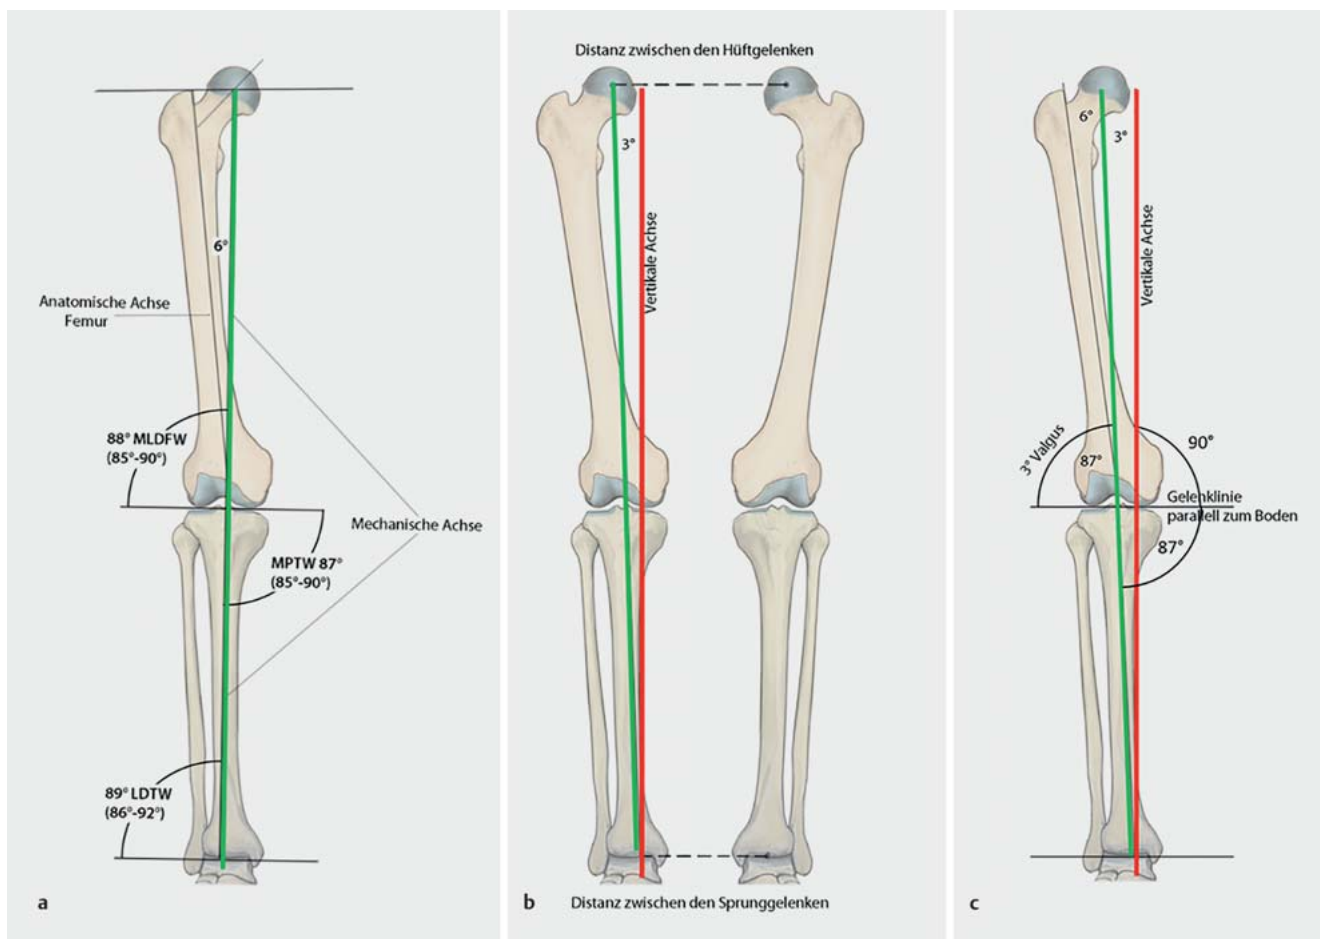 6°
Anatomische Achse
Femur
88° MLDFW
(85°-90°)
Mechanische Achse
MPTW 87°
(85°-90°)
89° LDTW
(86°-92°)
a
Distanz zwischen den Hüftgelenken
3°
Vertikale Achse
b
Distanz zwischen den Sprunggelenken
6°
3°
Vertikale Achse
3° Valgus
87°
90°
Gelenklinie
parallell zum Boden
87°
c